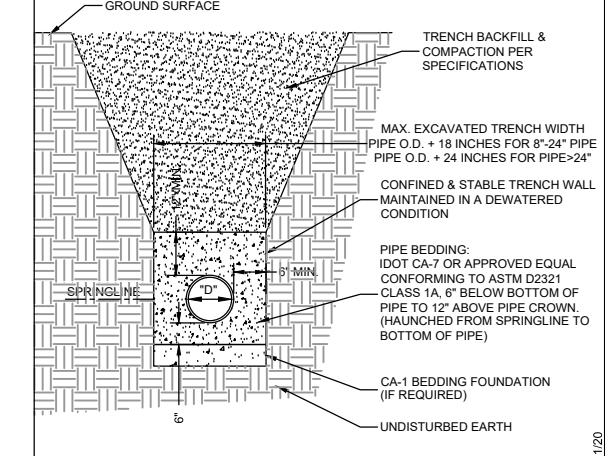 GROUND SURFACE
TRENCH BACKFILL &
COMPACTION PER
SPECIFICATIONS
MAX. EXCAVATED TRENCH WIDTH
PIPE O.D. + 18 INCHES FOR 8"-24" PIPE
PIPE O.D. + 24 INCHES FOR PIPE>24"
12" MIN.
CONFINED & STABLE TRENCH WALL
MAINTAINED IN A DEWATERED
CONDITION
6" MIN.
SPRINGLINE
"D"
PIPE BEDDING:
IDOT CA-7 OR APPROVED EQUAL
CONFORMING TO ASTM D2321
CLASS 1A, 6" BELOW BOTTOM OF
PIPE TO 12" ABOVE PIPE CROWN.
(HAUNCHED FROM SPRINGLINE TO
BOTTOM OF PIPE)
CA-1 BEDDING FOUNDATION
(IF REQUIRED)
6"
UNDISTURBED EARTH
1/20